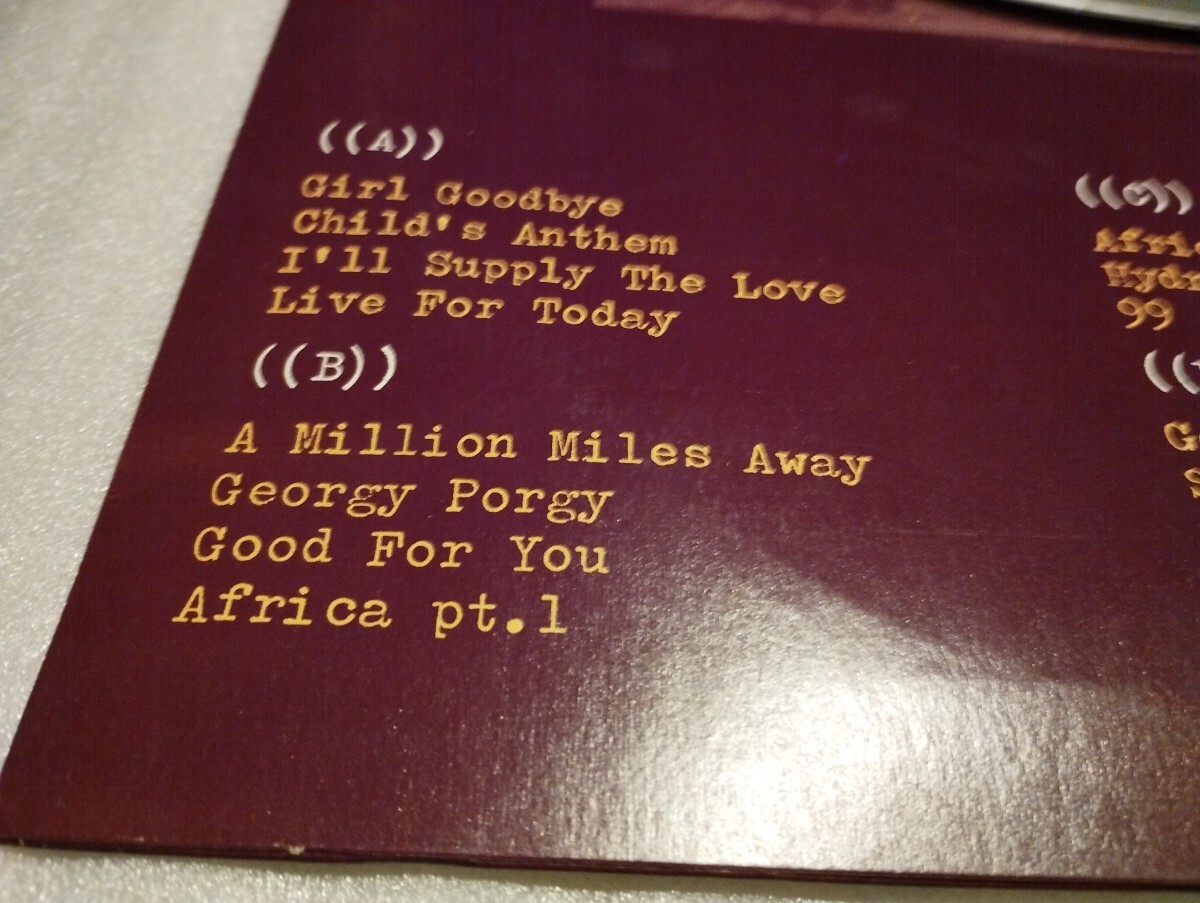 ((A))
Girl Goodbye
Child's Anthem
I'll Supply The Love
Live For Today
((B))
A Million Miles Away
Georgy Porgy
Good For You
Africa pt.1
((C))
99